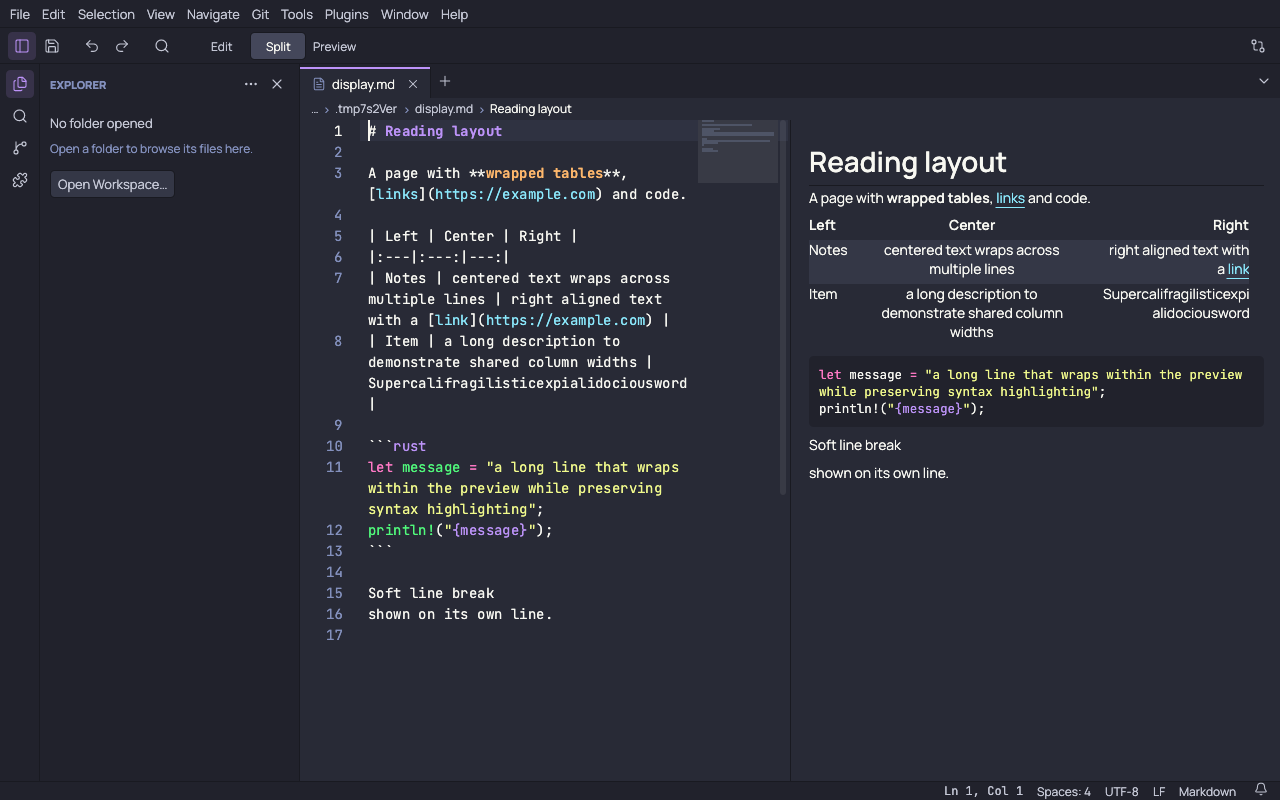 File Edit Selection View Navigate Git Tools Plugins Window Help
Edit Split Preview
EXPLORER
No folder opened
Open a folder to browse its files here.
Open Workspace...
display.md
… › .tmp7s2Ver › display.md › Reading layout
1 # Reading layout
2
3 A page with **wrapped tables**,
[links](https://example.com) and code.
4
5 | Left | Center | Right |
6 |:---|:---:|---:|
7 | Notes | centered text wraps across
multiple lines | right aligned text
with a [link](https://example.com) |
8 | Item | a long description to
demonstrate shared column widths |
Supercalifragilisticexpialidociousword
|
9
10 ```rust
11 let message = "a long line that wraps
within the preview while preserving
syntax highlighting";
12 println!("{message}");
13 ```
14
15 Soft line break
16 shown on its own line.
17
Reading layout
A page with wrapped tables, links and code.
Left Center Right
Notes centered text wraps across right aligned text with
multiple lines a link
Item a long description to Supercalifragilisticexpi
demonstrate shared column alidociousword
widths
let message = "a long line that wraps within the preview
while preserving syntax highlighting";
println!("{message}");
Soft line break
shown on its own line.
Ln 1, Col 1 Spaces: 4 UTF-8 LF Markdown